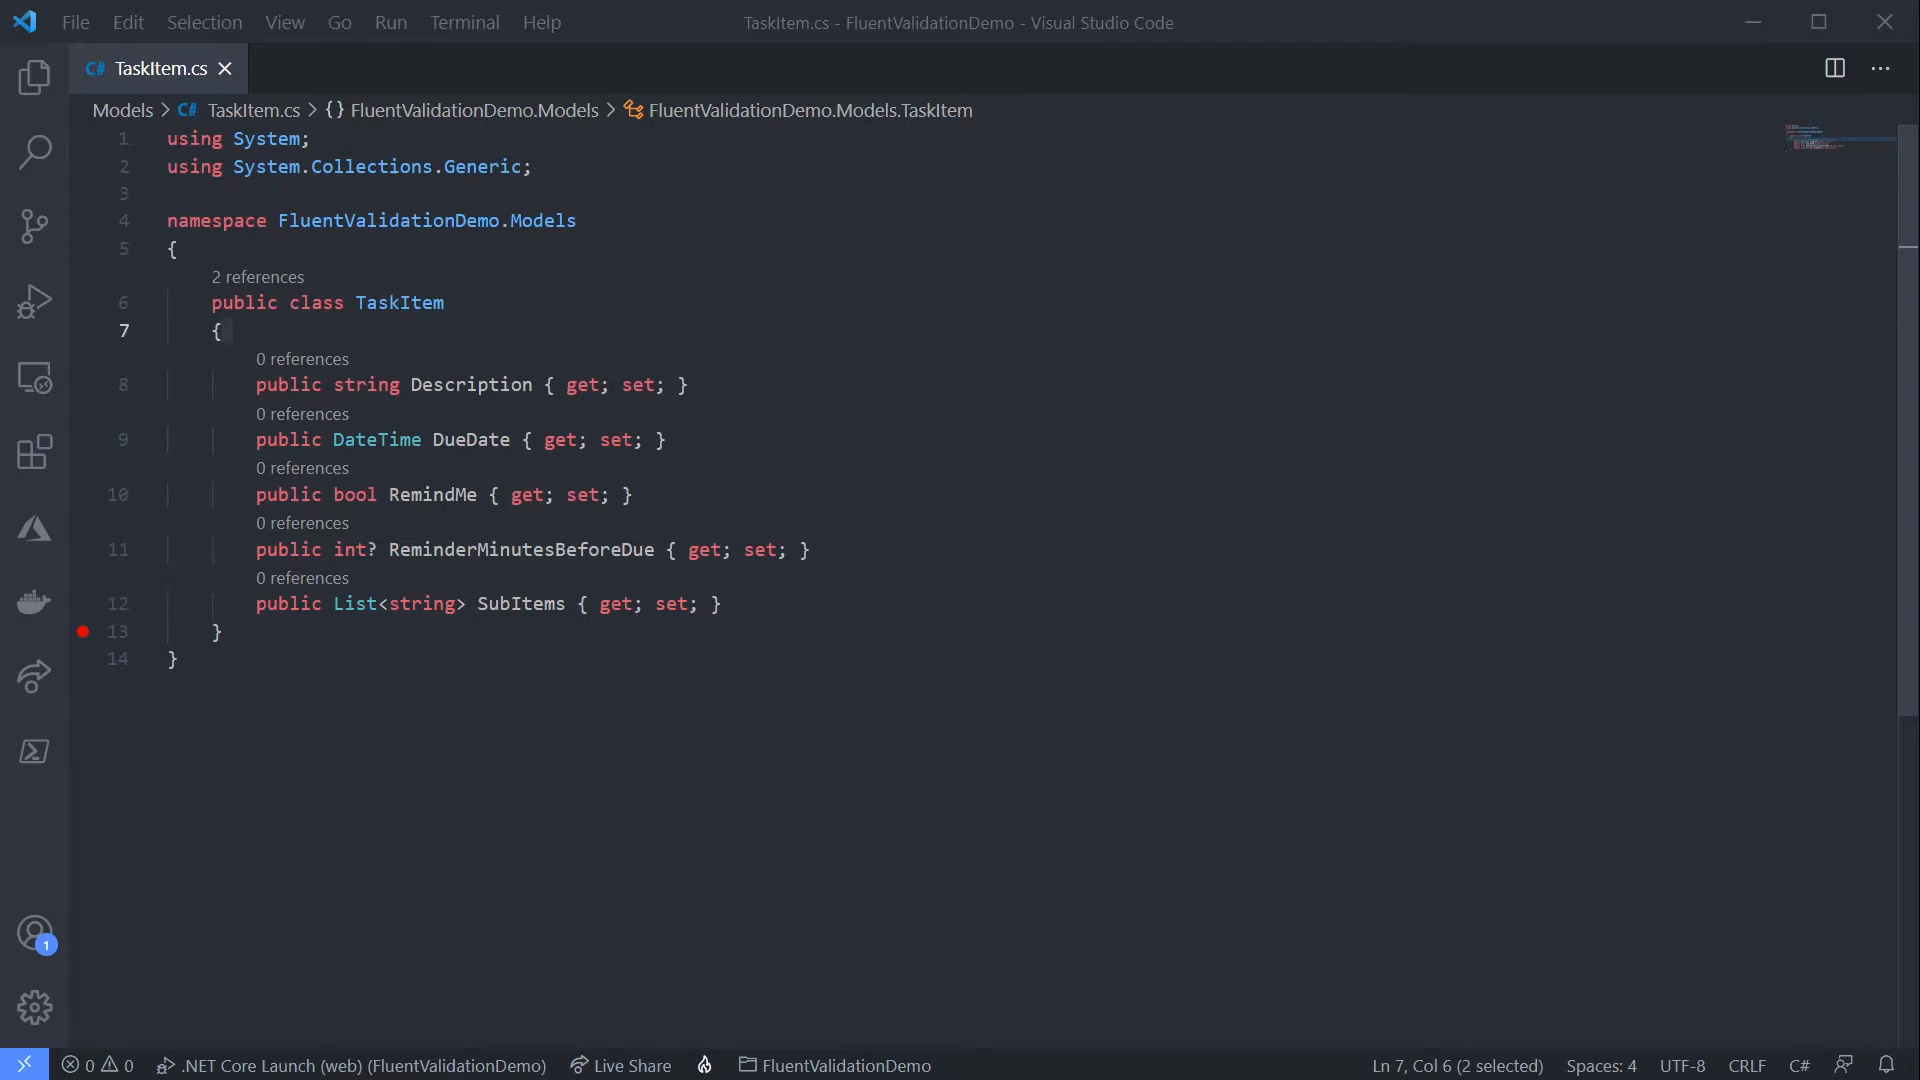 File Edit Selection View Go Run Terminal Help TaskItem.cs - FluentValidationDemo - Visual Studio Code
C# TaskItem.cs
Models > C# TaskItem.cs > {} FluentValidationDemo.Models > FluentValidationDemo.Models.TaskItem
1 using System;
2 using System.Collections.Generic;
3
4 namespace FluentValidationDemo.Models
5 {
2 references
6 public class TaskItem
7 {
0 references
8 public string Description { get; set; }
0 references
9 public DateTime DueDate { get; set; }
0 references
10 public bool RemindMe { get; set; }
0 references
11 public int? ReminderMinutesBeforeDue { get; set; }
0 references
12 public List<string> SubItems { get; set; }
13 }
14 }
1
0 0 .NET Core Launch (web) (FluentValidationDemo) Live Share FluentValidationDemo Ln 7, Col 6 (2 selected) Spaces: 4 UTF-8 CRLF C#